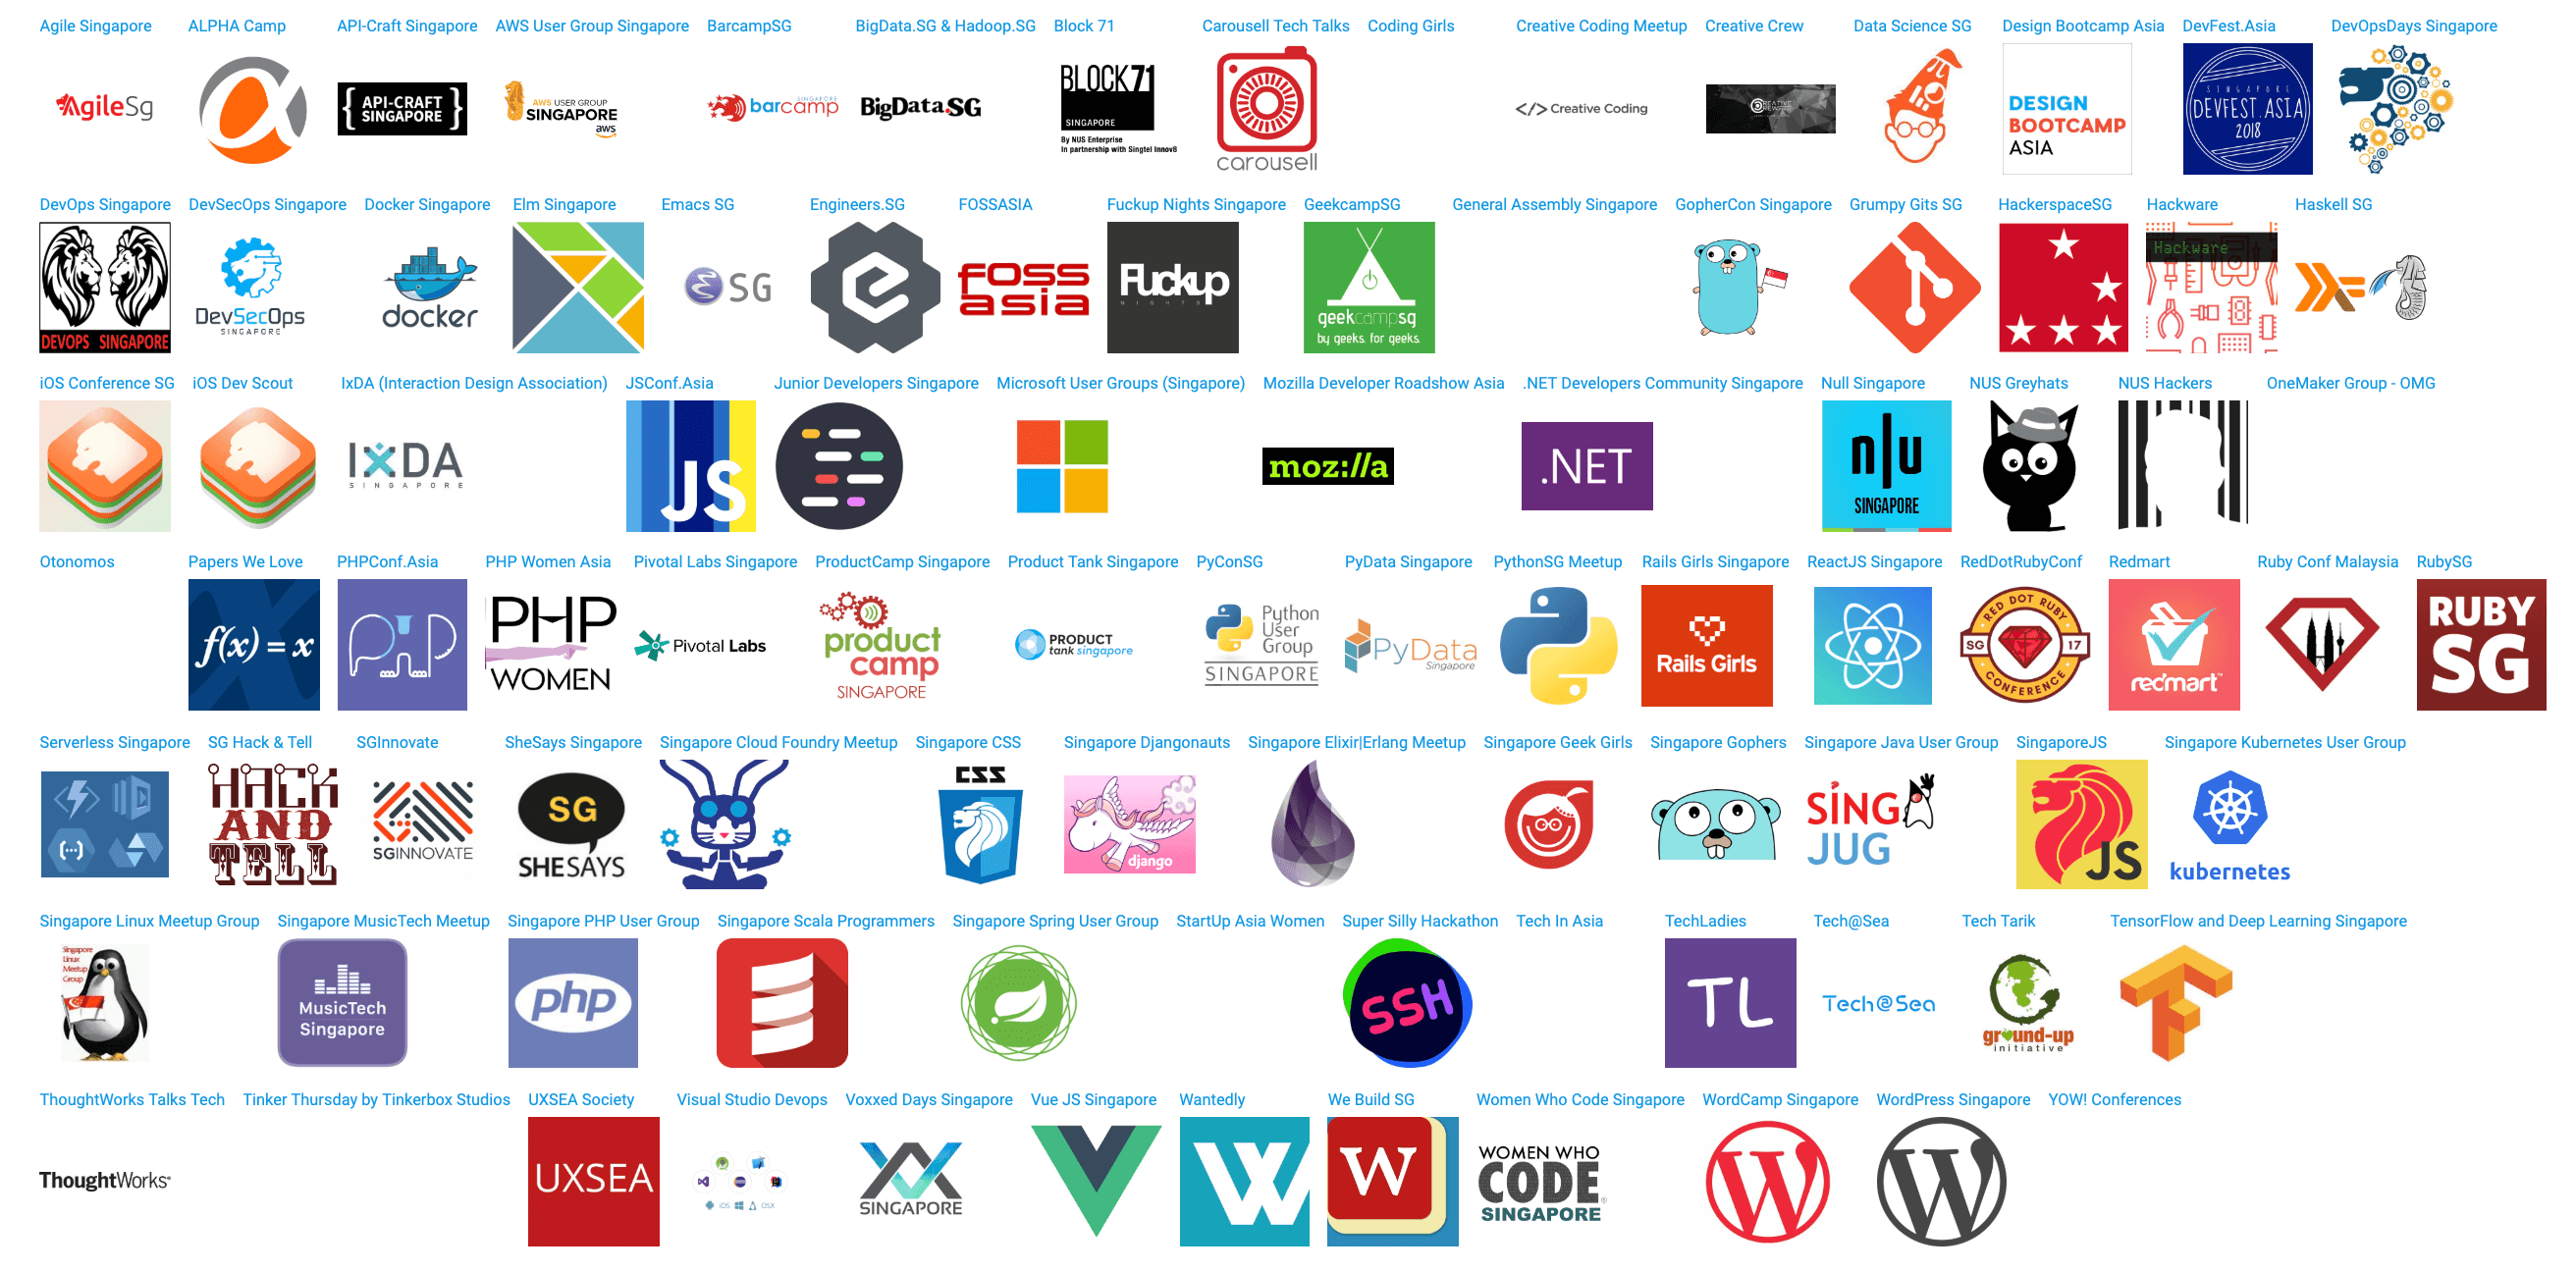 Agile Singapore
ALPHA Camp
API-Craft Singapore
AWS User Group Singapore
BarcampSG
BigData.SG & Hadoop.SG
Block 71
Carousell Tech Talks
Coding Girls
Creative Coding Meetup
Creative Crew
Data Science SG
Design Bootcamp Asia
DevFest.Asia
DevOpsDays Singapore
AgileSg
{ API-CRAFT
SINGAPORE }
AWS USER GROUP
SINGAPORE
aws
SINGAPORE
barcamp
BigData.SG
BLOCK71
SINGAPORE
By NUS Enterprise
In partnership with Singtel Innov8
carousell
</> Creative Coding
CREATIVE
DESIGN
BOOTCAMP
ASIA
SINGAPORE
DEVFEST.ASIA
2018
DevOps Singapore
DevSecOps Singapore
Docker Singapore
Elm Singapore
Emacs SG
Engineers.SG
FOSSASIA
Fuckup Nights Singapore
GeekcampSG
General Assembly Singapore
GopherCon Singapore
Grumpy Gits SG
HackerspaceSG
Hackware
Haskell SG
DEVOPS SINGAPORE
DevSecOps
SINGAPORE
docker
SG
e
foss
asia
Fuckup
NIGHTS
geekcampsg
by geeks. for geeks.
Hackware
iOS Conference SG
iOS Dev Scout
IxDA (Interaction Design Association)
JSConf.Asia
Junior Developers Singapore
Microsoft User Groups (Singapore)
Mozilla Developer Roadshow Asia
.NET Developers Community Singapore
Null Singapore
NUS Greyhats
NUS Hackers
OneMaker Group - OMG
IxDA
SINGAPORE
JS
moz://a
.NET
n|u
SINGAPORE
Otonomos
Papers We Love
PHPConf.Asia
PHP Women Asia
Pivotal Labs Singapore
ProductCamp Singapore
Product Tank Singapore
PyConSG
PyData Singapore
PythonSG Meetup
Rails Girls Singapore
ReactJS Singapore
RedDotRubyConf
Redmart
Ruby Conf Malaysia
RubySG
f(x) = x
PHP
PHP
WOMEN
Pivotal Labs
product
camp
SINGAPORE
PRODUCT
tank singapore
Python
User
Group
SINGAPORE
PyData
Singapore
Rails Girls
RED DOT RUBY
SG 17
CONFERENCE
redmart
RUBY
SG
Serverless Singapore
SG Hack & Tell
SGInnovate
SheSays Singapore
Singapore Cloud Foundry Meetup
Singapore CSS
Singapore Djangonauts
Singapore Elixir|Erlang Meetup
Singapore Geek Girls
Singapore Gophers
Singapore Java User Group
SingaporeJS
Singapore Kubernetes User Group
HACK
AND
TELL
SGINNOVATE
SG
SHESAYS
CSS
django
SING
JUG
JS
kubernetes
Singapore Linux Meetup Group
Singapore MusicTech Meetup
Singapore PHP User Group
Singapore Scala Programmers
Singapore Spring User Group
StartUp Asia Women
Super Silly Hackathon
Tech In Asia
TechLadies
Tech@Sea
Tech Tarik
TensorFlow and Deep Learning Singapore
Singapore
Linux
Meetup
Group
MusicTech
Singapore
php
SSH
TL
Tech@Sea
ground-up
initiative
ThoughtWorks Talks Tech
Tinker Thursday by Tinkerbox Studios
UXSEA Society
Visual Studio Devops
Voxxed Days Singapore
Vue JS Singapore
Wantedly
We Build SG
Women Who Code Singapore
WordCamp Singapore
WordPress Singapore
YOW! Conferences
ThoughtWorks®
UXSEA
iOS
OSX
SINGAPORE
W
W
WOMEN WHO
CODE®
SINGAPORE
W
W